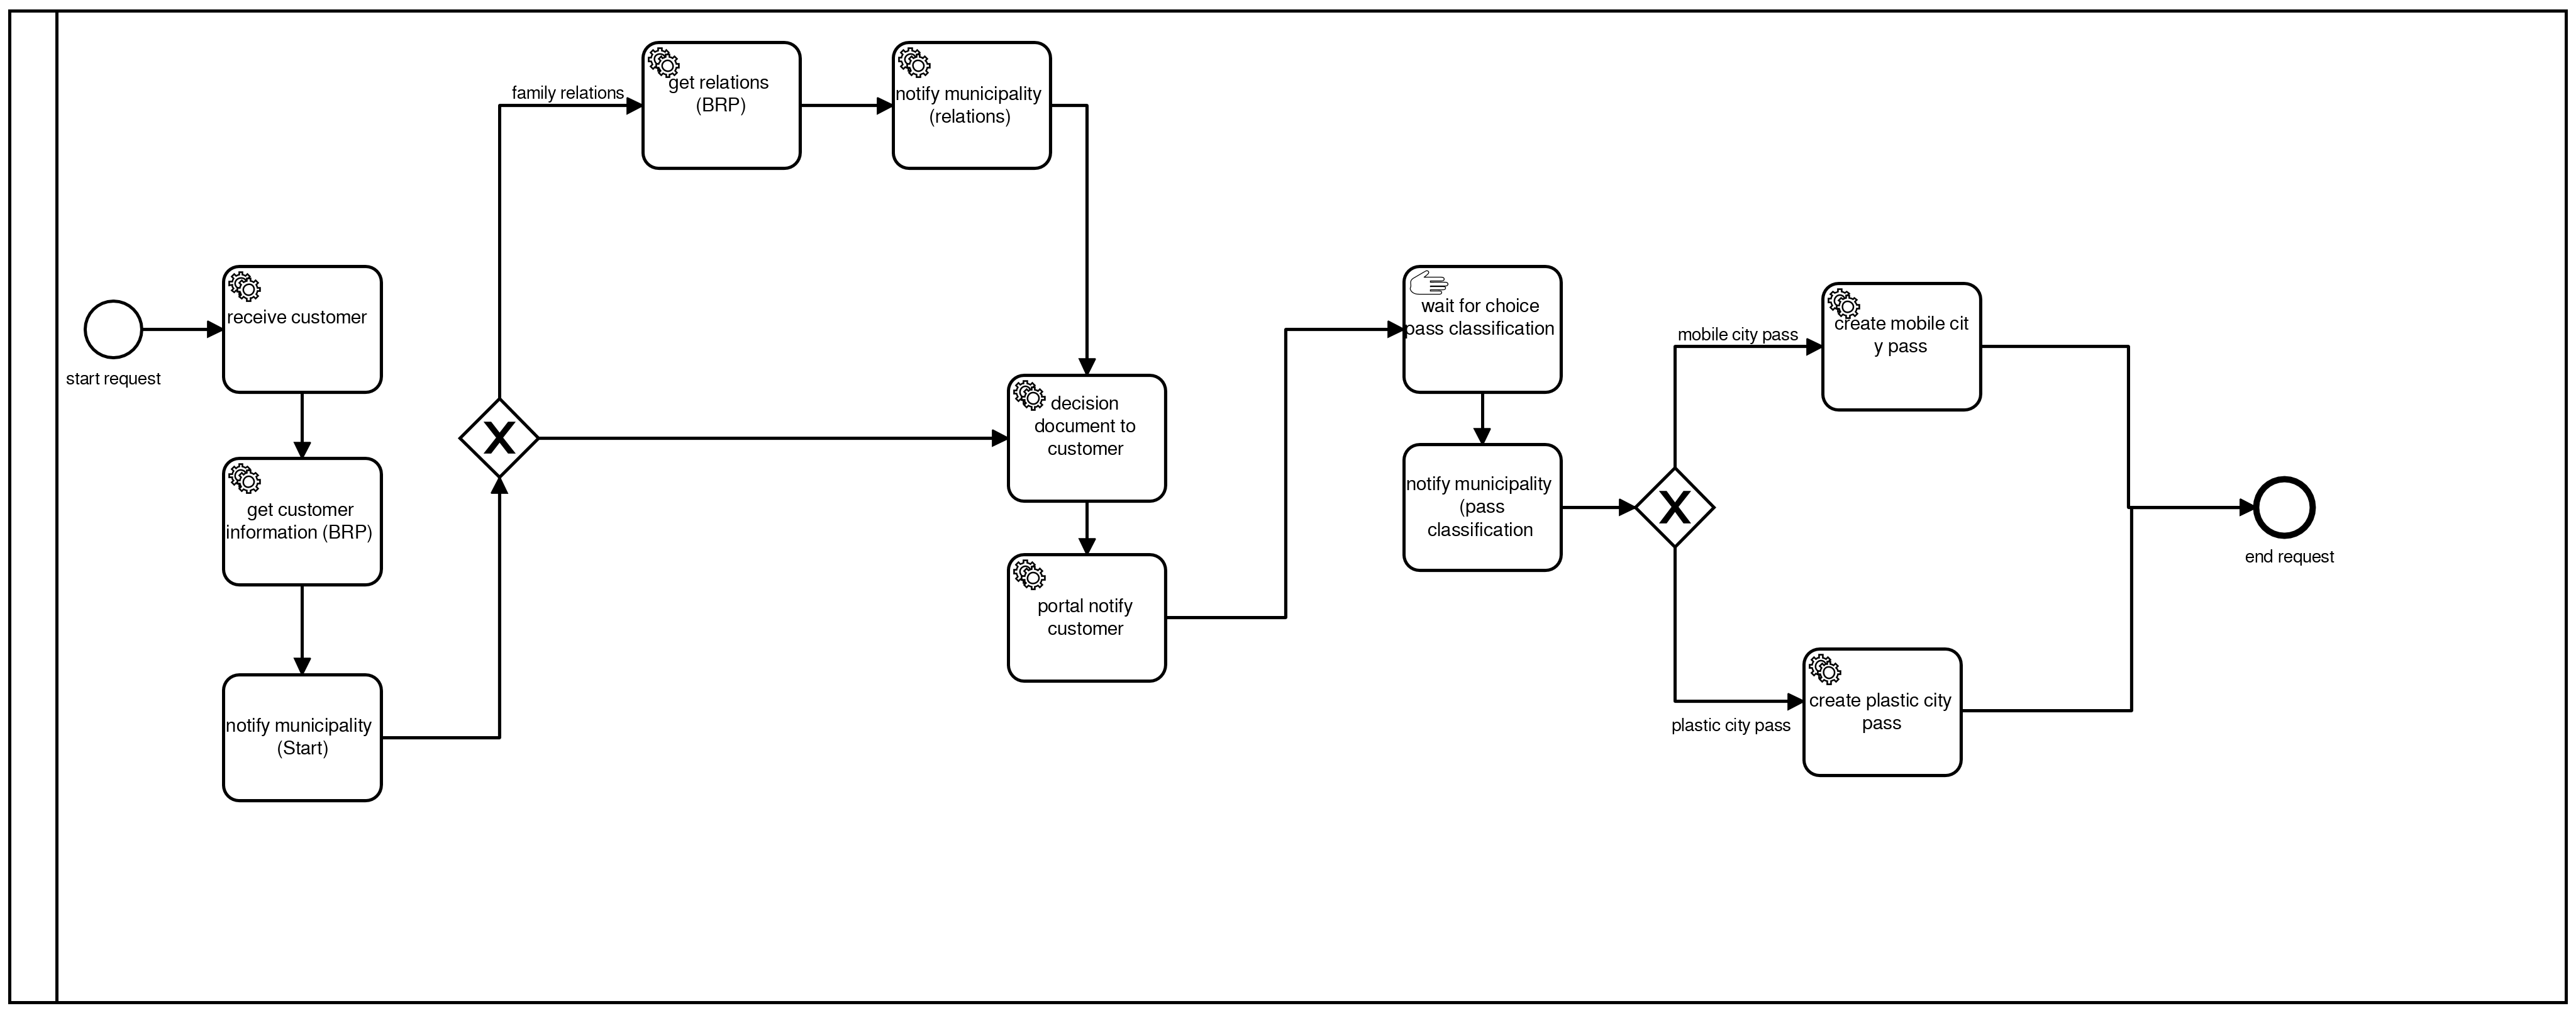 start request
receive customer
get customer
information (BRP)
notify municipality
(Start)
X
family relations
get relations
(BRP)
notify municipality
(relations)
decision
document to
customer
portal notify
customer
wait for choice
pass classification
notify municipality
(pass
classification
X
mobile city pass
create mobile cit
y pass
plastic city pass
create plastic city
pass
end request